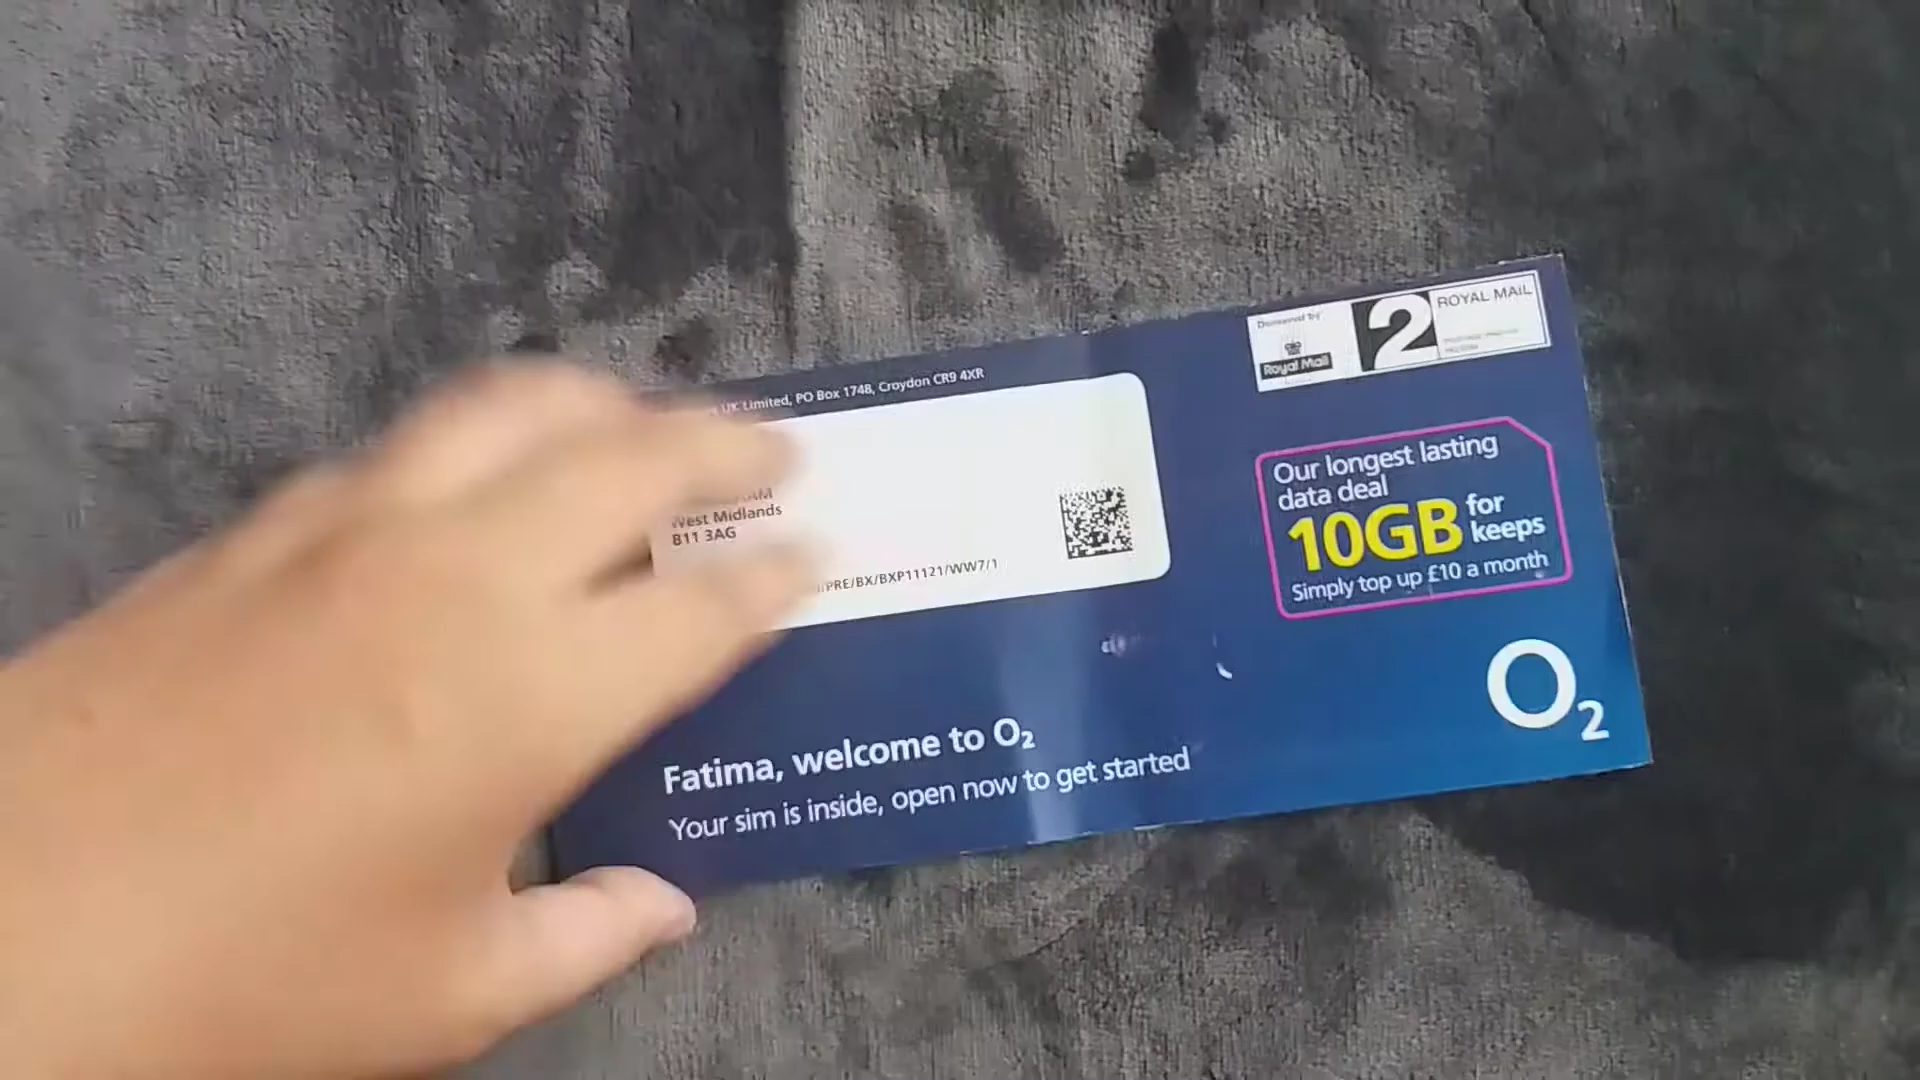 UK Limited, PO Box 1748, Croydon CR9 4XR
West Midlands
B11 3AG
/PRE/BX/BXP11121/WW7/1
Delivered by
Royal Mail
2
ROYAL MAIL
Our longest lasting
data deal
10GB for
keeps
Simply top up £10 a month
O2
Fatima, welcome to O2
Your sim is inside, open now to get started